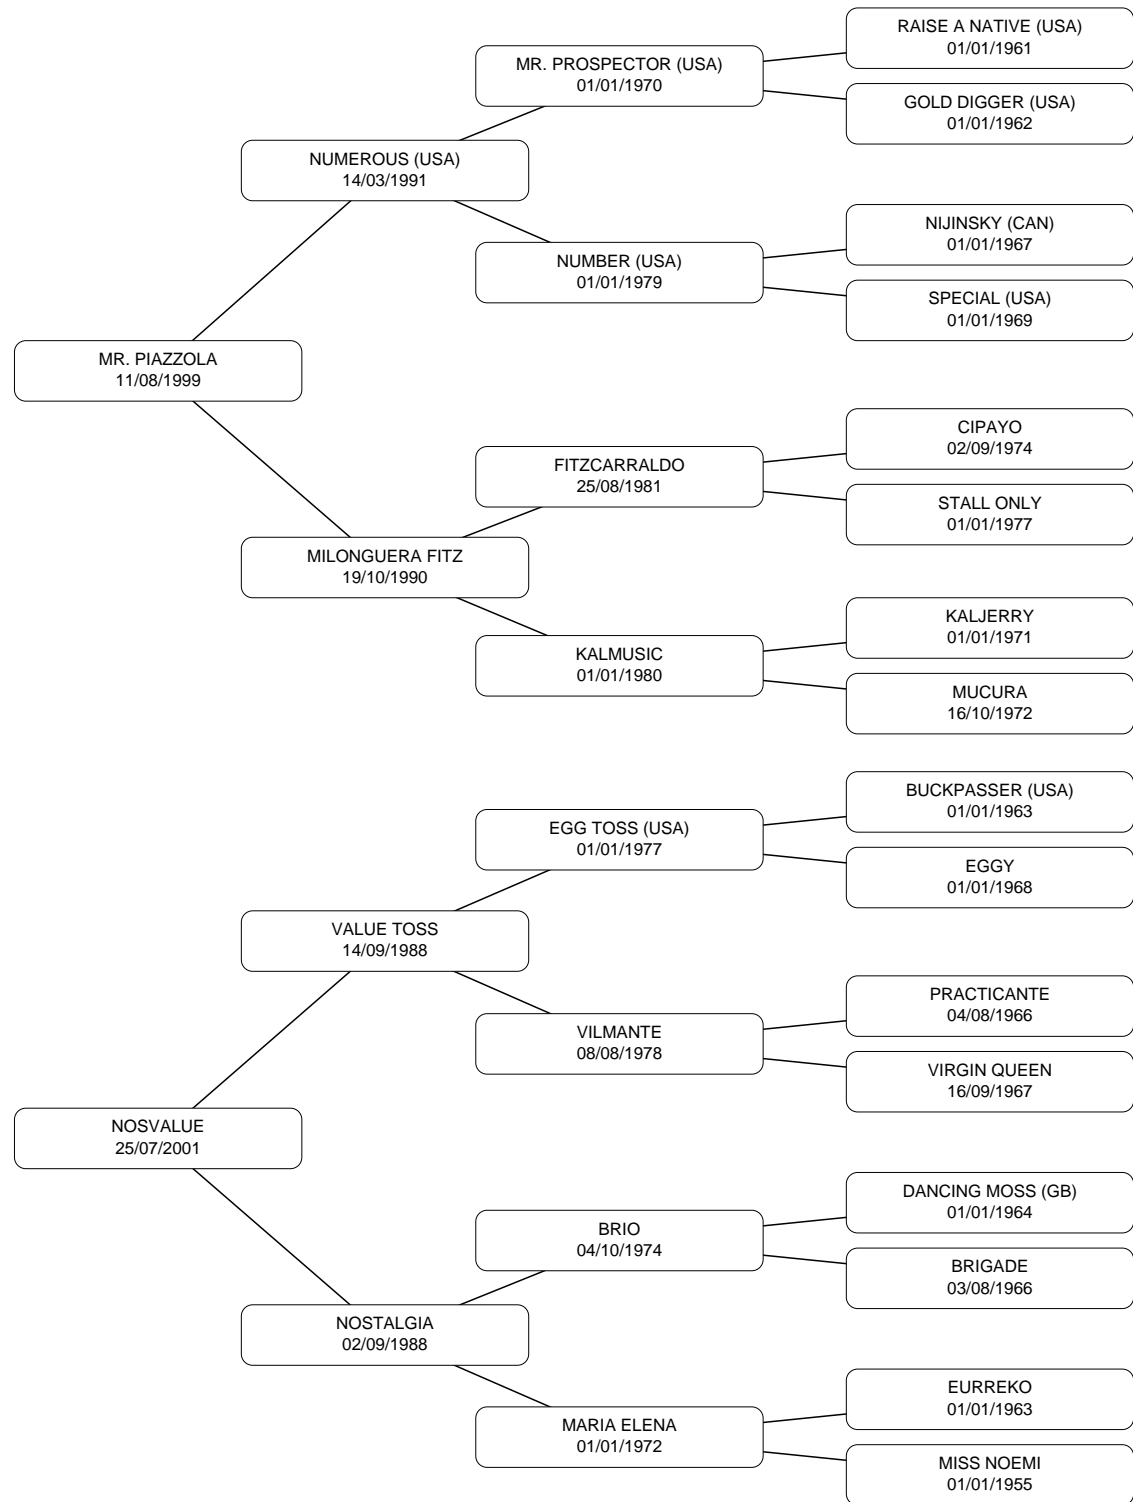 RAISE A NATIVE (USA)
01/01/1961
MR. PROSPECTOR (USA)
01/01/1970
GOLD DIGGER (USA)
01/01/1962
NUMEROUS (USA)
14/03/1991
NIJINSKY (CAN)
01/01/1967
NUMBER (USA)
01/01/1979
SPECIAL (USA)
01/01/1969
MR. PIAZZOLA
11/08/1999
CIPAYO
02/09/1974
FITZCARRALDO
25/08/1981
STALL ONLY
01/01/1977
MILONGUERA FITZ
19/10/1990
KALJERRY
01/01/1971
KALMUSIC
01/01/1980
MUCURA
16/10/1972
BUCKPASSER (USA)
01/01/1963
EGG TOSS (USA)
01/01/1977
EGGY
01/01/1968
VALUE TOSS
14/09/1988
PRACTICANTE
04/08/1966
VILMANTE
08/08/1978
VIRGIN QUEEN
16/09/1967
NOSVALUE
25/07/2001
DANCING MOSS (GB)
01/01/1964
BRIO
04/10/1974
BRIGADE
03/08/1966
NOSTALGIA
02/09/1988
EURREKO
01/01/1963
MARIA ELENA
01/01/1972
MISS NOEMI
01/01/1955